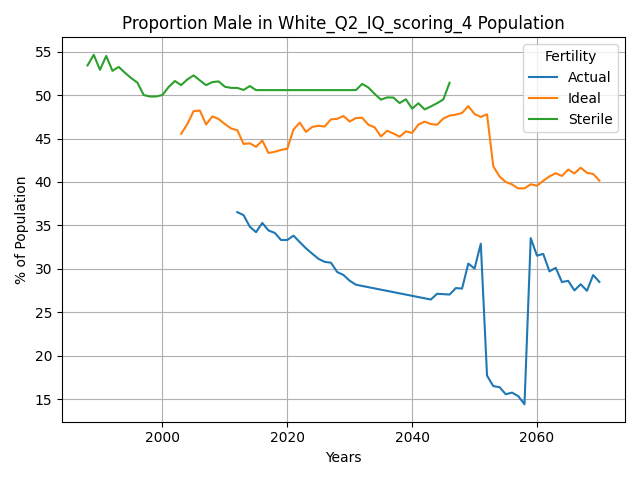 Proportion Male in White_Q2_IQ_scoring_4 Population
Fertility
Actual
Ideal
Sterile
% of Population
55
50
45
40
35
30
25
20
15
2000
2020
2040
2060
Years